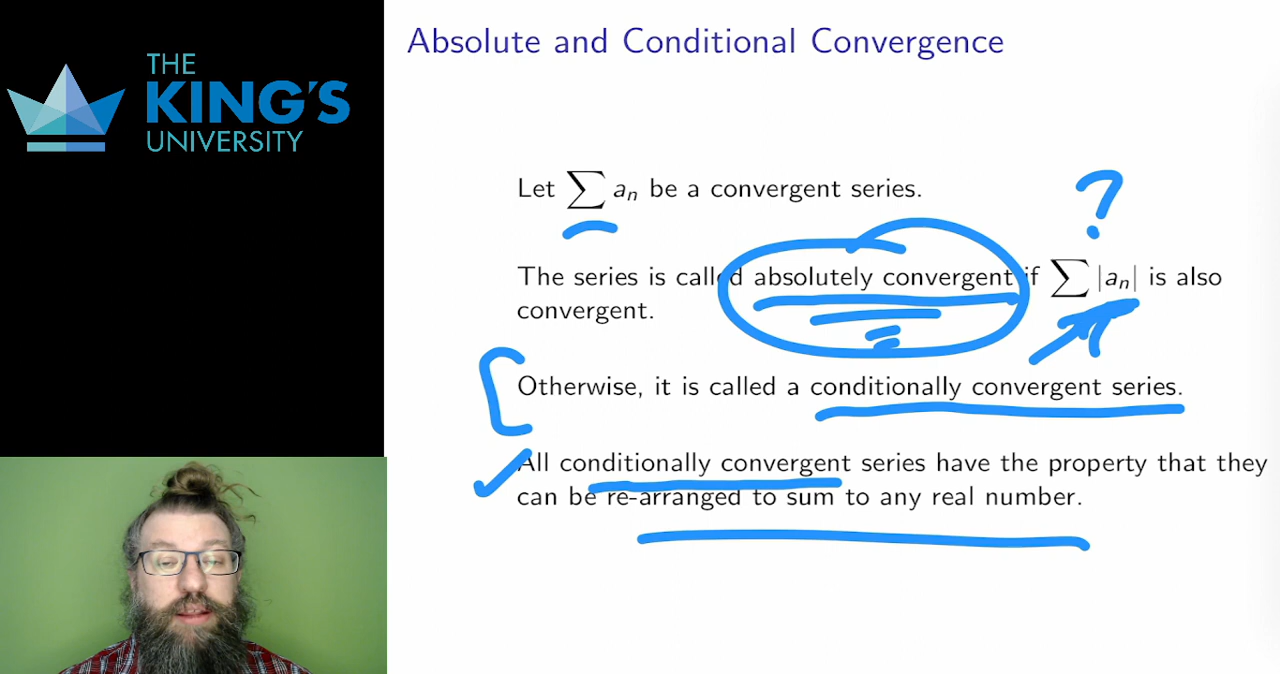 THE
KING'S
UNIVERSITY
Absolute and Conditional Convergence
Let ∑ aₙ be a convergent series.
?
The series is called absolutely convergent if ∑ |aₙ| is also
convergent.
Otherwise, it is called a conditionally convergent series.
All conditionally convergent series have the property that they
can be re-arranged to sum to any real number.